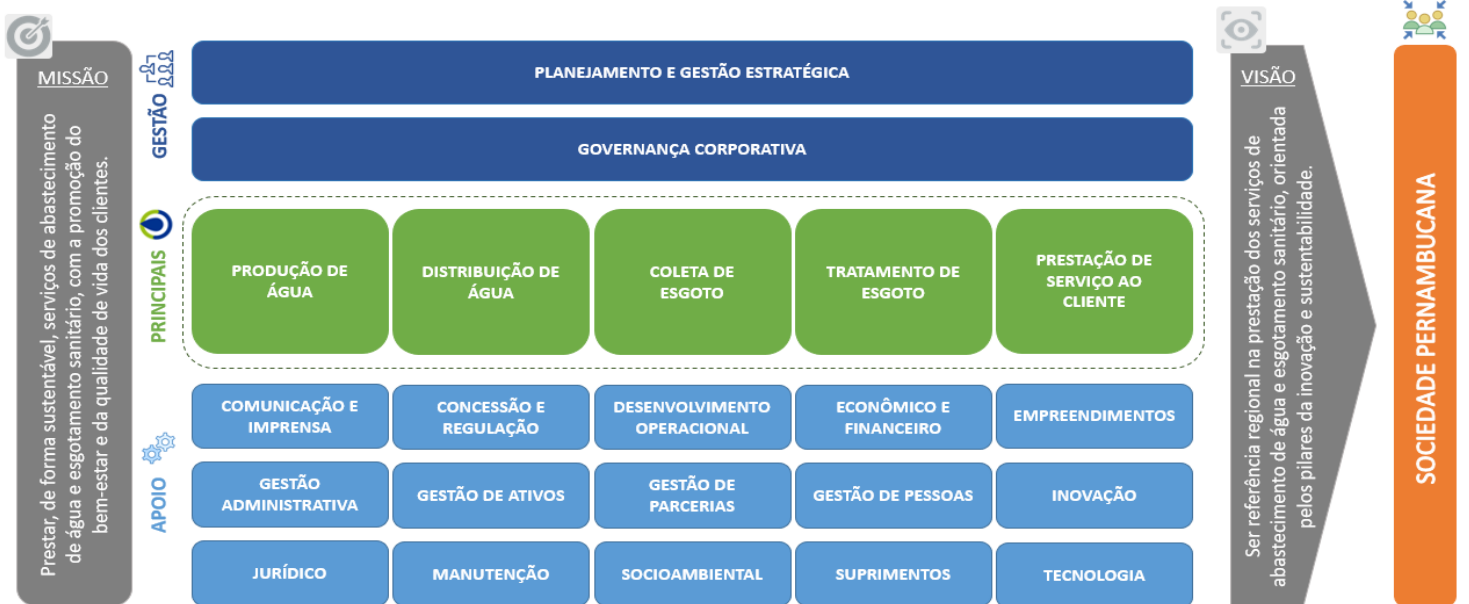 MISSÃO
Prestar, de forma sustentável, serviços de abastecimento
de água e esgotamento sanitário, com a promoção do
bem-estar e da qualidade de vida dos clientes.
GESTÃO
PLANEJAMENTO E GESTÃO ESTRATÉGICA
GOVERNANÇA CORPORATIVA
PRINCIPAIS
PRODUÇÃO DE
ÁGUA
DISTRIBUIÇÃO DE
ÁGUA
COLETA DE
ESGOTO
TRATAMENTO DE
ESGOTO
PRESTAÇÃO DE
SERVIÇO AO
CLIENTE
APOIO
COMUNICAÇÃO E
IMPRENSA
CONCESSÃO E
REGULAÇÃO
DESENVOLVIMENTO
OPERACIONAL
ECONÔMICO E
FINANCEIRO
EMPREENDIMENTOS
GESTÃO
ADMINISTRATIVA
GESTÃO DE ATIVOS
GESTÃO DE
PARCERIAS
GESTÃO DE PESSOAS
INOVAÇÃO
JURÍDICO
MANUTENÇÃO
SOCIOAMBIENTAL
SUPRIMENTOS
TECNOLOGIA
VISÃO
Ser referência regional na prestação dos serviços de
abastecimento de água e esgotamento sanitário, orientada
pelos pilares da inovação e sustentabilidade.
SOCIEDADE PERNAMBUCANA